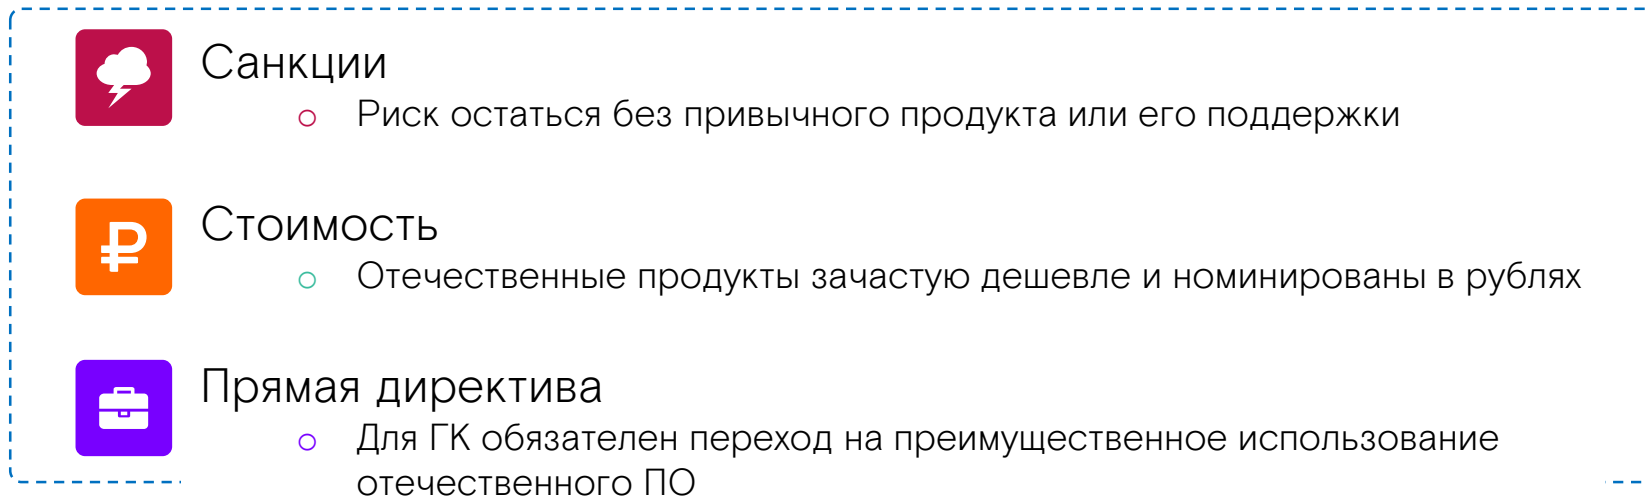 Санкции
Риск остаться без привычного продукта или его поддержки
Стоимость
Отечественные продукты зачастую дешевле и номинированы в рублях
Прямая директива
Для ГК обязателен переход на преимущественное использование
отечественного ПО